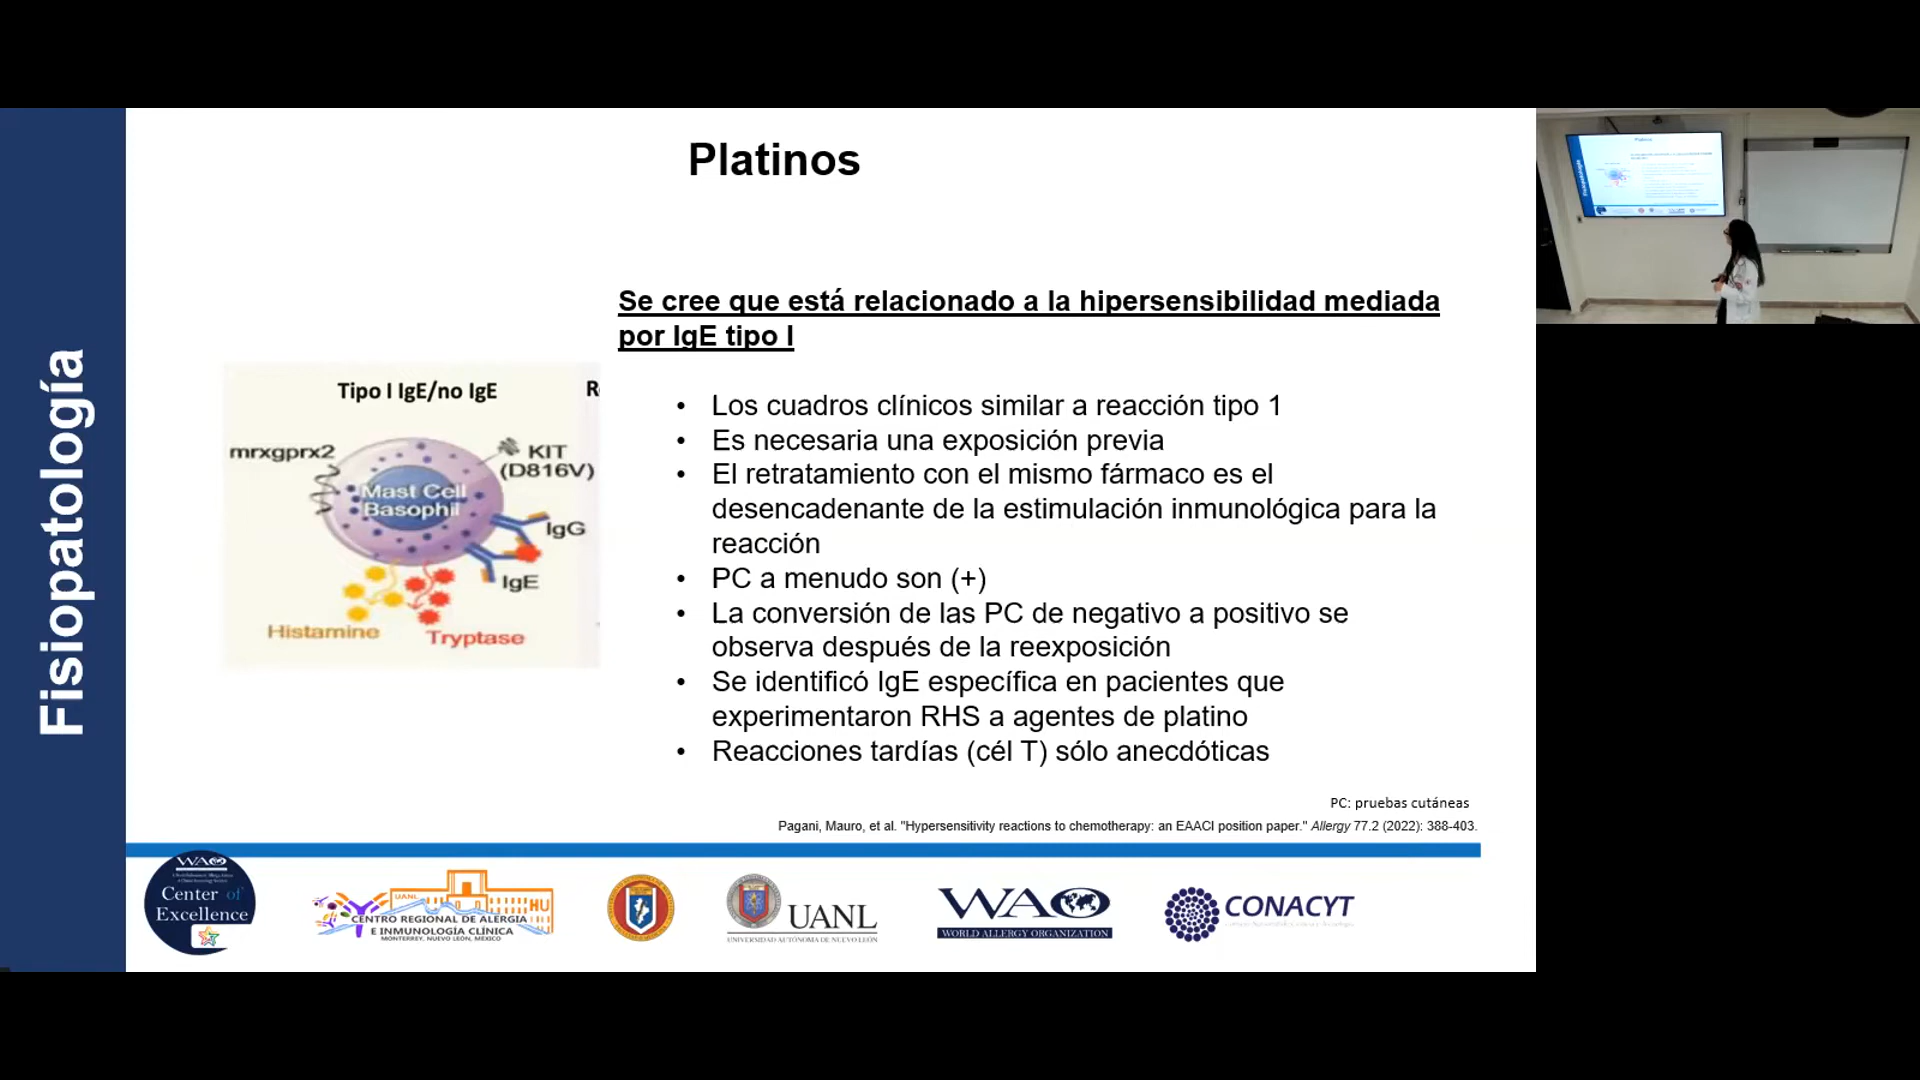 Platinos
Fisiopatología
Se cree que está relacionado a la hipersensibilidad mediada
por IgE tipo I
Tipo I IgE/no IgE
mrxgprx2
KIT
(D816V)
Mast Cell
Basophil
IgG
IgE
Histamine
Tryptase
• Los cuadros clínicos similar a reacción tipo 1
• Es necesaria una exposición previa
• El retratamiento con el mismo fármaco es el
desencadenante de la estimulación inmunológica para la
reacción
• PC a menudo son (+)
• La conversión de las PC de negativo a positivo se
observa después de la reexposición
• Se identificó IgE específica en pacientes que
experimentaron RHS a agentes de platino
• Reacciones tardías (cél T) sólo anecdóticas
PC: pruebas cutáneas
Pagani, Mauro, et al. "Hypersensitivity reactions to chemotherapy: an EAACI position paper." Allergy 77.2 (2022): 388-403.
WAO
Center of
Excellence
UANL
HU
CENTRO REGIONAL DE ALERGIA
E INMUNOLOGÍA CLÍNICA
MONTERREY, NUEVO LEÓN, MÉXICO
UANL
UNIVERSIDAD AUTÓNOMA DE NUEVO LEÓN
WAO
WORLD ALLERGY ORGANIZATION
CONACYT
Platinos
Fisiopatología